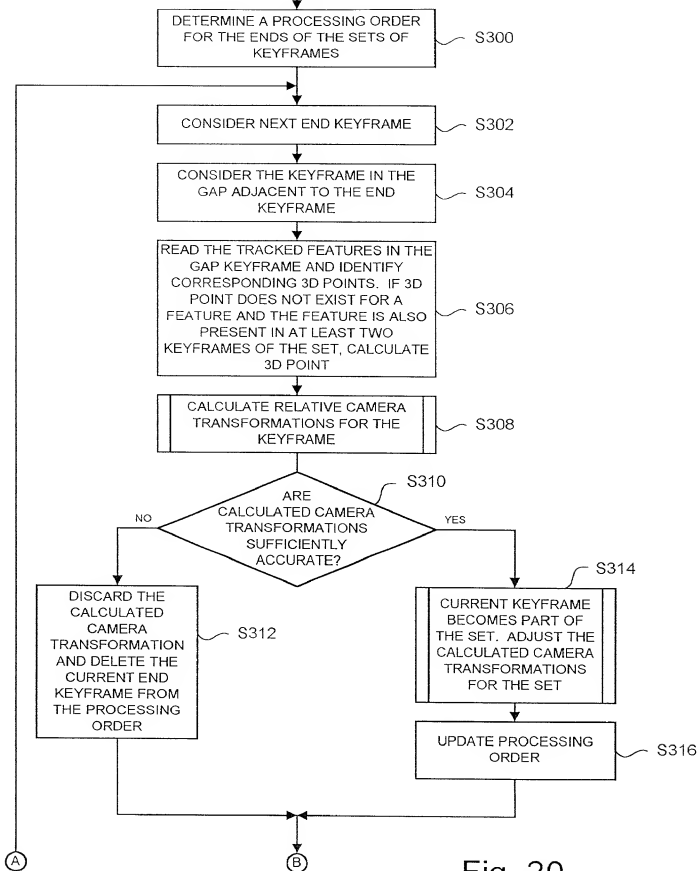 DETERMINE A PROCESSING ORDER
FOR THE ENDS OF THE SETS OF
KEYFRAMES
S300
CONSIDER NEXT END KEYFRAME
S302
CONSIDER THE KEYFRAME IN THE
GAP ADJACENT TO THE END
KEYFRAME
S304
READ THE TRACKED FEATURES IN THE
GAP KEYFRAME AND IDENTIFY
CORRESPONDING 3D POINTS. IF 3D
POINT DOES NOT EXIST FOR A
FEATURE AND THE FEATURE IS ALSO
PRESENT IN AT LEAST TWO
KEYFRAMES OF THE SET, CALCULATE
3D POINT
S306
CALCULATE RELATIVE CAMERA
TRANSFORMATIONS FOR THE
KEYFRAME
S308
ARE
CALCULATED CAMERA
TRANSFORMATIONS
SUFFICIENTLY
ACCURATE?
S310
NO
YES
DISCARD THE
CALCULATED
CAMERA
TRANSFORMATION
AND DELETE THE
CURRENT END
KEYFRAME FROM
THE PROCESSING
ORDER
S312
CURRENT KEYFRAME
BECOMES PART OF
THE SET. ADJUST THE
CALCULATED CAMERA
TRANSFORMATIONS
FOR THE SET
S314
UPDATE PROCESSING
ORDER
S316
A
B
Fig. 20